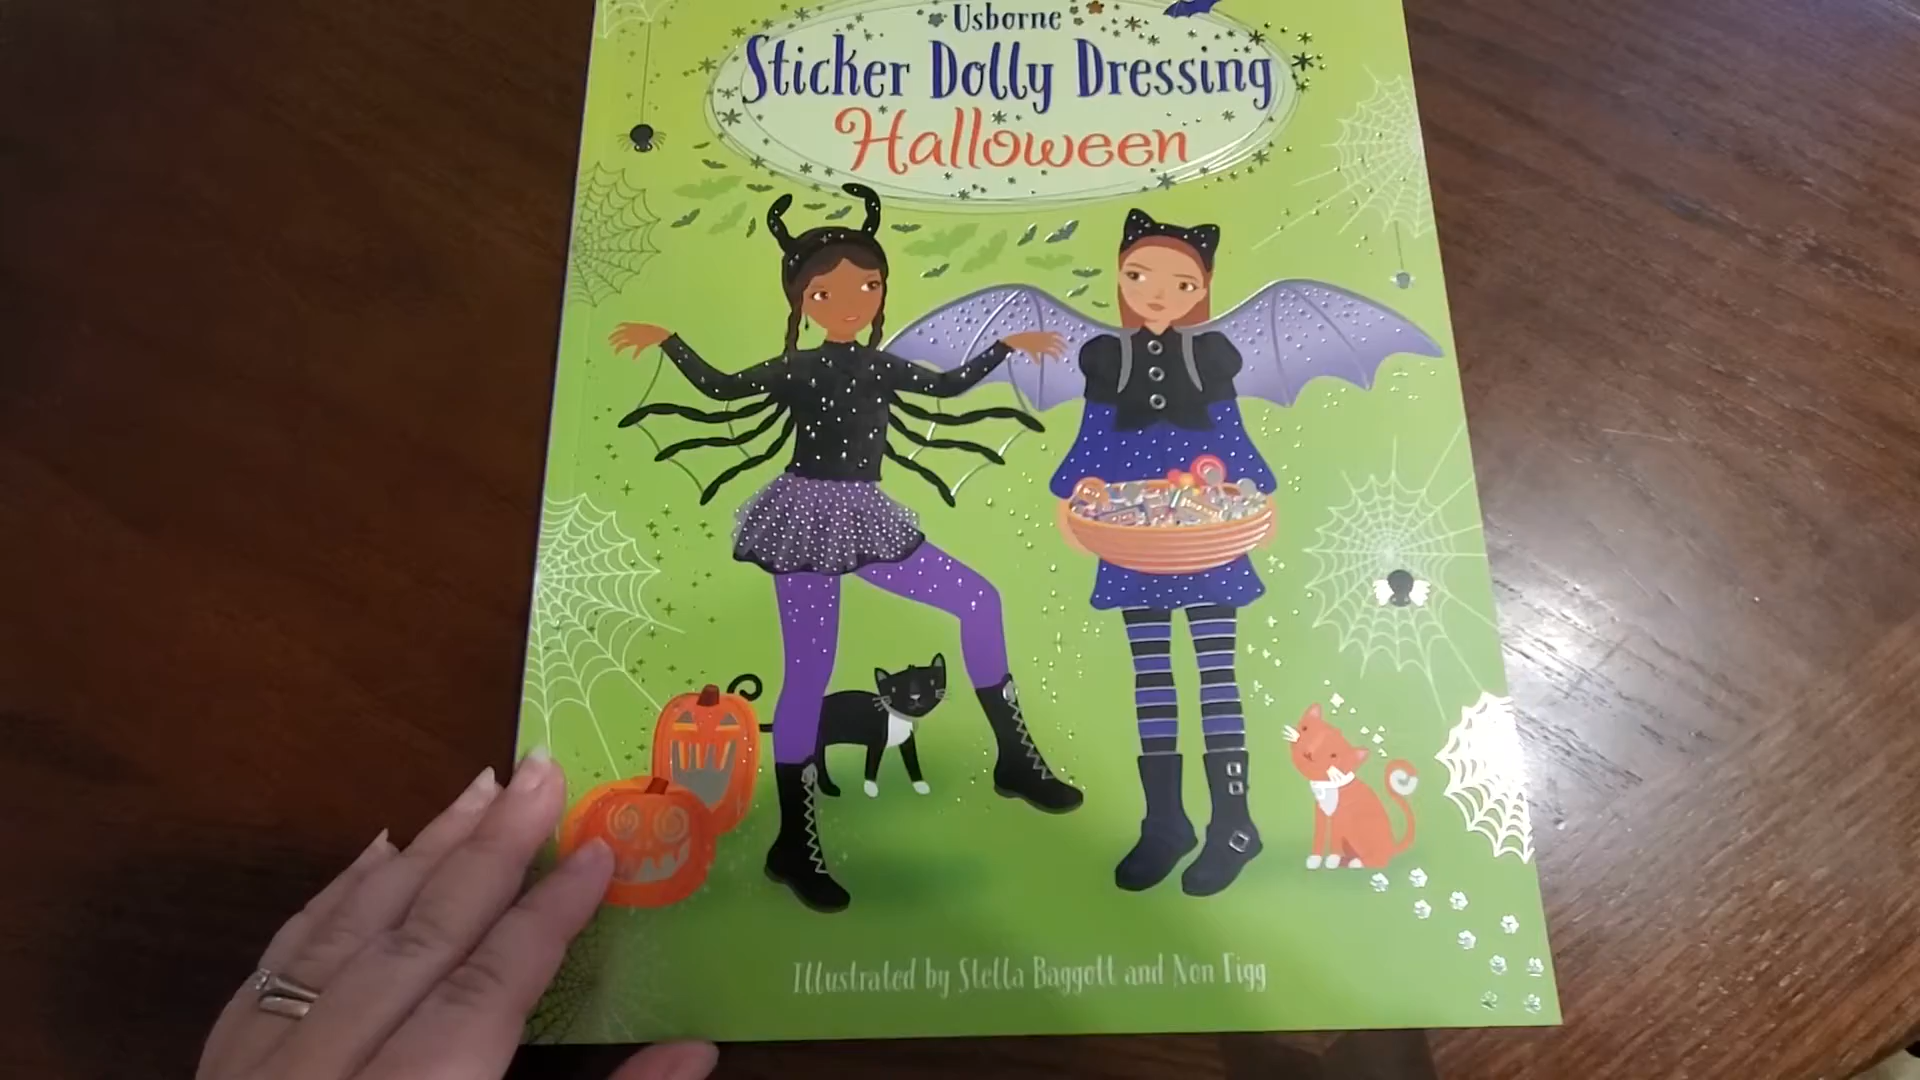 Usborne
Sticker Dolly Dressing
Halloween
Illustrated by Stella Baggott and Non Figg